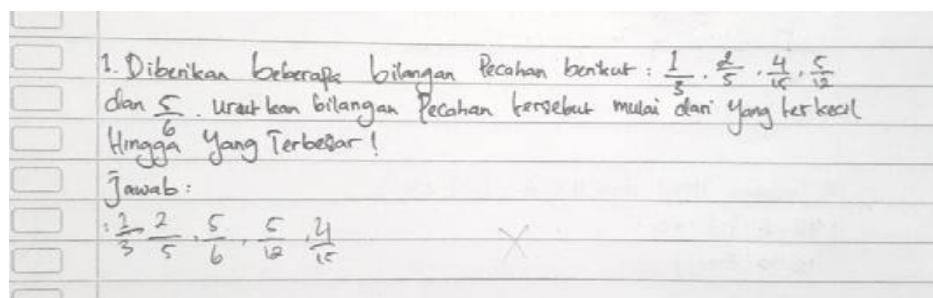 1. Diberikan beberapa bilangan Pecahan berikut : 1/3 . 2/5 . 4/15 . 5/12
dan 5/6 . urutkan bilangan Pecahan tersebut mulai dari yang terkecil
Hingga Yang Terbesar !
Jawab :
: 1/3 . 2/5 . 5/6 . 5/12 . 4/15